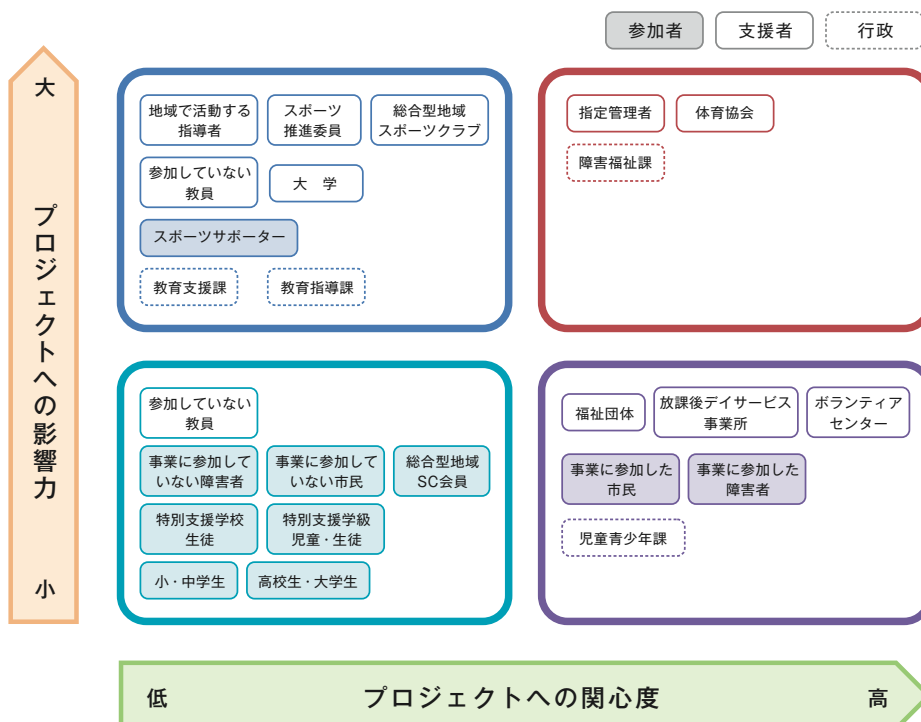 参加者
支援者
行政
大
プロジェクトへの影響力
小
地域で活動する
指導者
スポーツ
推進委員
総合型地域
スポーツクラブ
参加していない
教員
大 学
スポーツサポーター
教育支援課
教育指導課
指定管理者
体育協会
障害福祉課
参加していない
教員
事業に参加して
いない障害者
事業に参加して
いない市民
総合型地域
SC会員
特別支援学校
生徒
特別支援学級
児童・生徒
小・中学生
高校生・大学生
福祉団体
放課後デイサービス
事業所
ボランティア
センター
事業に参加した
市民
事業に参加した
障害者
児童青少年課
低
プロジェクトへの関心度
高